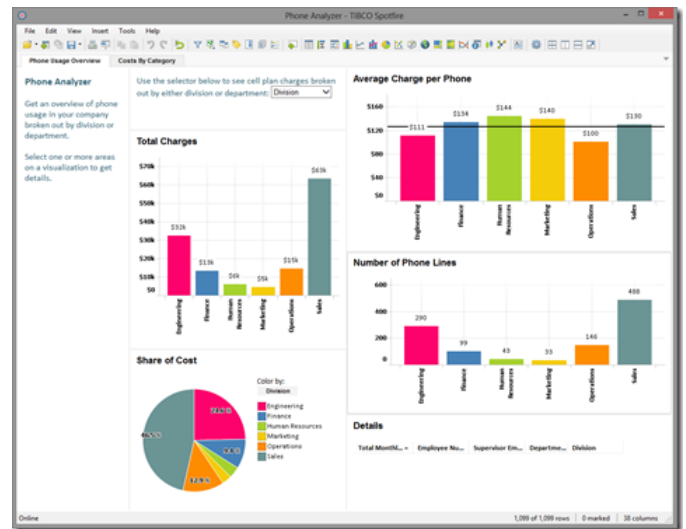 Phone Analyzer - TIBCO Spotfire
File Edit View Insert Tools Help
Phone Usage Overview
Costs By Category
Phone Analyzer
Get an overview of phone
usage in your company
broken out by division or
department.
Select one or more areas
on a visualization to get
details.
Use the selector below to see cell plan charges broken
out by either division or department: Division
Total Charges
$70k
$60k
$50k
$40k
$30k
$20k
$10k
$0
$32k
$13k
$6k
$5k
$15k
$63k
Engineering
Finance
Human
Resources
Marketing
Operations
Sales
Share of Cost
46.5%
9.8%
12.9%
Color by:
Division
Engineering
Finance
Human Resources
Marketing
Operations
Sales
Average Charge per Phone
$160
$120
$80
$40
$0
$111
$134
$144
$140
$100
$130
Engineering
Finance
Human
Resources
Marketing
Operations
Sales
Number of Phone Lines
600
400
200
0
290
99
43
33
146
488
Engineering
Finance
Human
Resources
Marketing
Operations
Sales
Details
Total Monthl... Employee Nu... Supervisor Em... Departme... Division
Online
1,099 of 1,099 rows
0 marked
38 columns